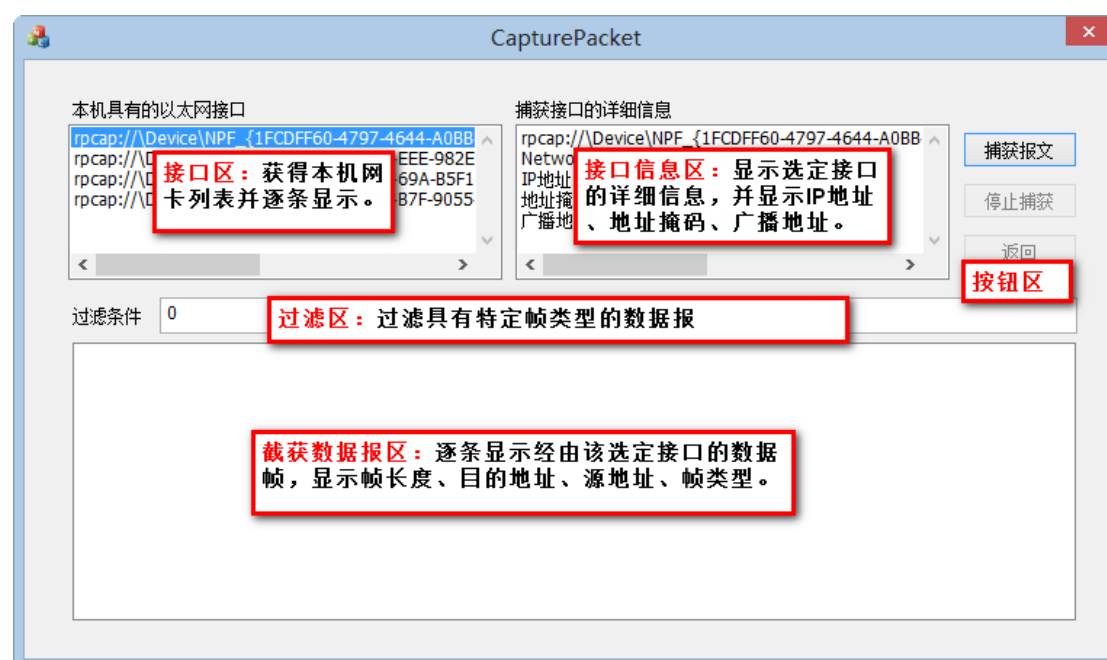 CapturePacket
本机具有的以太网接口
捕获接口的详细信息
rpcap://\Device\NPF_{1FCDFF60-4797-4644-A0BB
rpcap://\D
EEE-982E
rpcap://\D
69A-B5F1
rpcap://\D
B7F-9055
接口区：获得本机网
卡列表并逐条显示。
rpcap://\Device\NPF_{1FCDFF60-4797-4644-A0BB
Netwo
IP地址
地址掩
广播地
接口信息区：显示选定接口
的详细信息，并显示IP地址
、地址掩码、广播地址。
捕获报文
停止捕获
返回
按钮区
过滤条件 0
过滤区：过滤具有特定帧类型的数据报
截获数据报区：逐条显示经由该选定接口的数据
帧，显示帧长度、目的地址、源地址、帧类型。